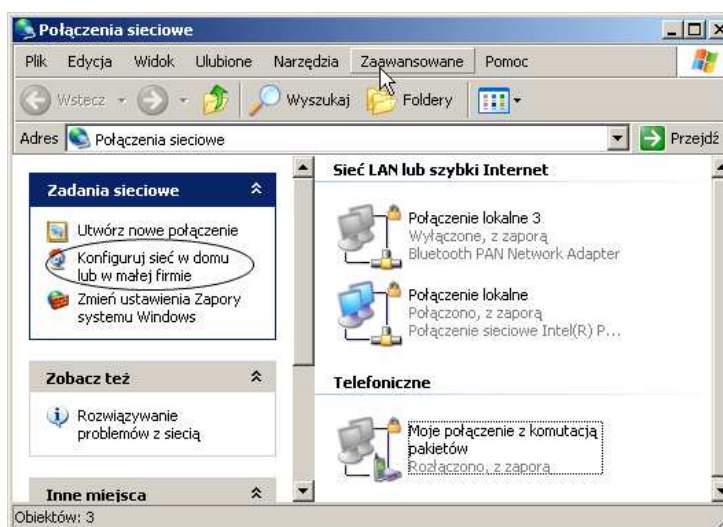 Połączenia sieciowe
Plik Edycja Widok Ulubione Narzędzia Zaawansowane Pomoc
Wstecz Wyszukaj Foldery
Adres Połączenia sieciowe Przejdź
Zadania sieciowe
Utwórz nowe połączenie
Konfiguruj sieć w domu
lub w małej firmie
Zmień ustawienia Zapory
systemu Windows
Zobacz też
Rozwiązywanie
problemów z siecią
Inne miejsca
Sieć LAN lub szybki Internet
Połączenie lokalne 3
Wyłączone, z zaporą
Bluetooth PAN Network Adapter
Połączenie lokalne
Połączono, z zaporą
Połączenie sieciowe Intel(R) P...
Telefoniczne
Moje połączenie z komutacją
pakietów
Rozłączono, z zaporą
Obiektów: 3